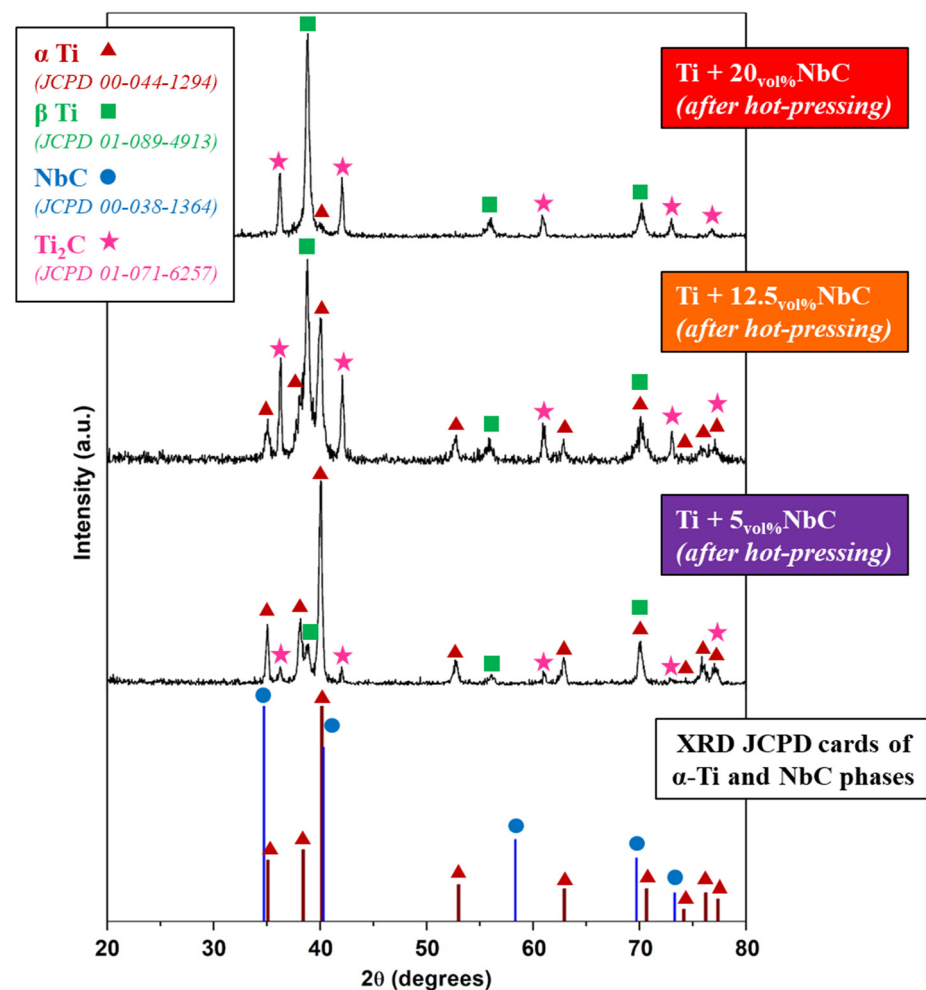 α Ti
(JCPD 00-044-1294)
β Ti
(JCPD 01-089-4913)
NbC
(JCPD 00-038-1364)
Ti₂C
(JCPD 01-071-6257)
Ti + 20vol%NbC
(after hot-pressing)
Ti + 12.5vol%NbC
(after hot-pressing)
Ti + 5vol%NbC
(after hot-pressing)
XRD JCPD cards of
α-Ti and NbC phases
Intensity (a.u.)
20 30 40 50 60 70 80
2θ (degrees)